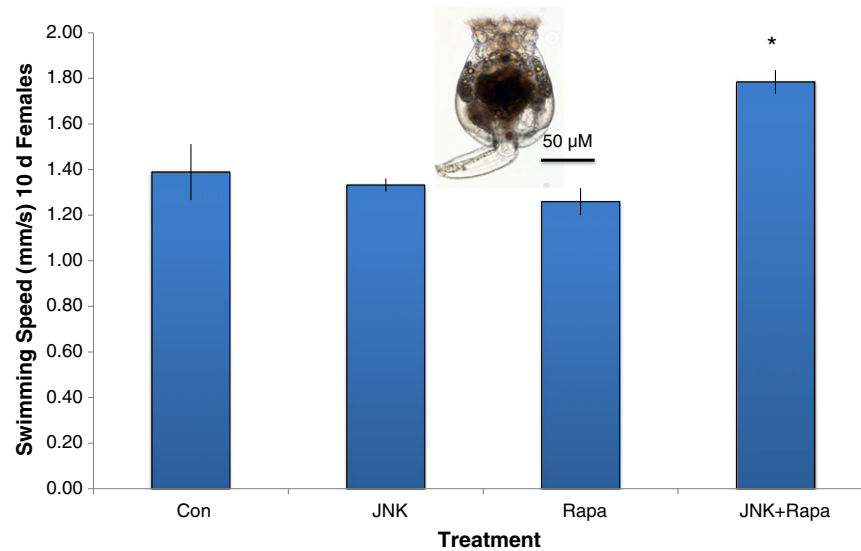 2.00
1.80
1.60
1.40
1.20
1.00
0.80
0.60
0.40
0.20
0.00
Swimming Speed (mm/s) 10 d Females
50 µM
*
Con
JNK
Rapa
JNK+Rapa
Treatment